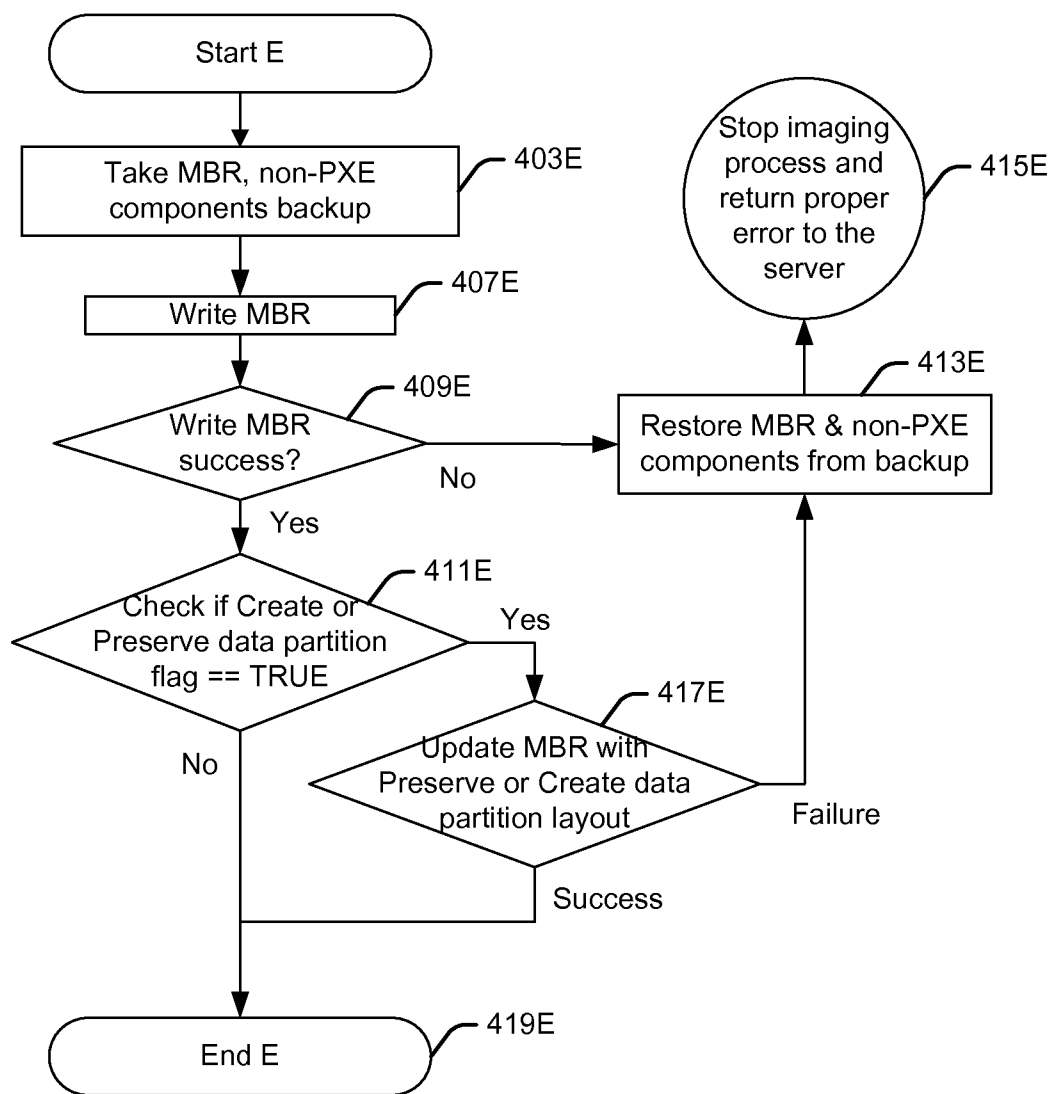 Start E
Take MBR, non-PXE
components backup
403E
Write MBR
407E
Write MBR
success?
409E
No
Yes
Restore MBR & non-PXE
components from backup
413E
Stop imaging
process and
return proper
error to the
server
415E
Check if Create or
Preserve data partition
flag == TRUE
411E
Yes
No
Update MBR with
Preserve or Create data
partition layout
417E
Failure
Success
End E
419E